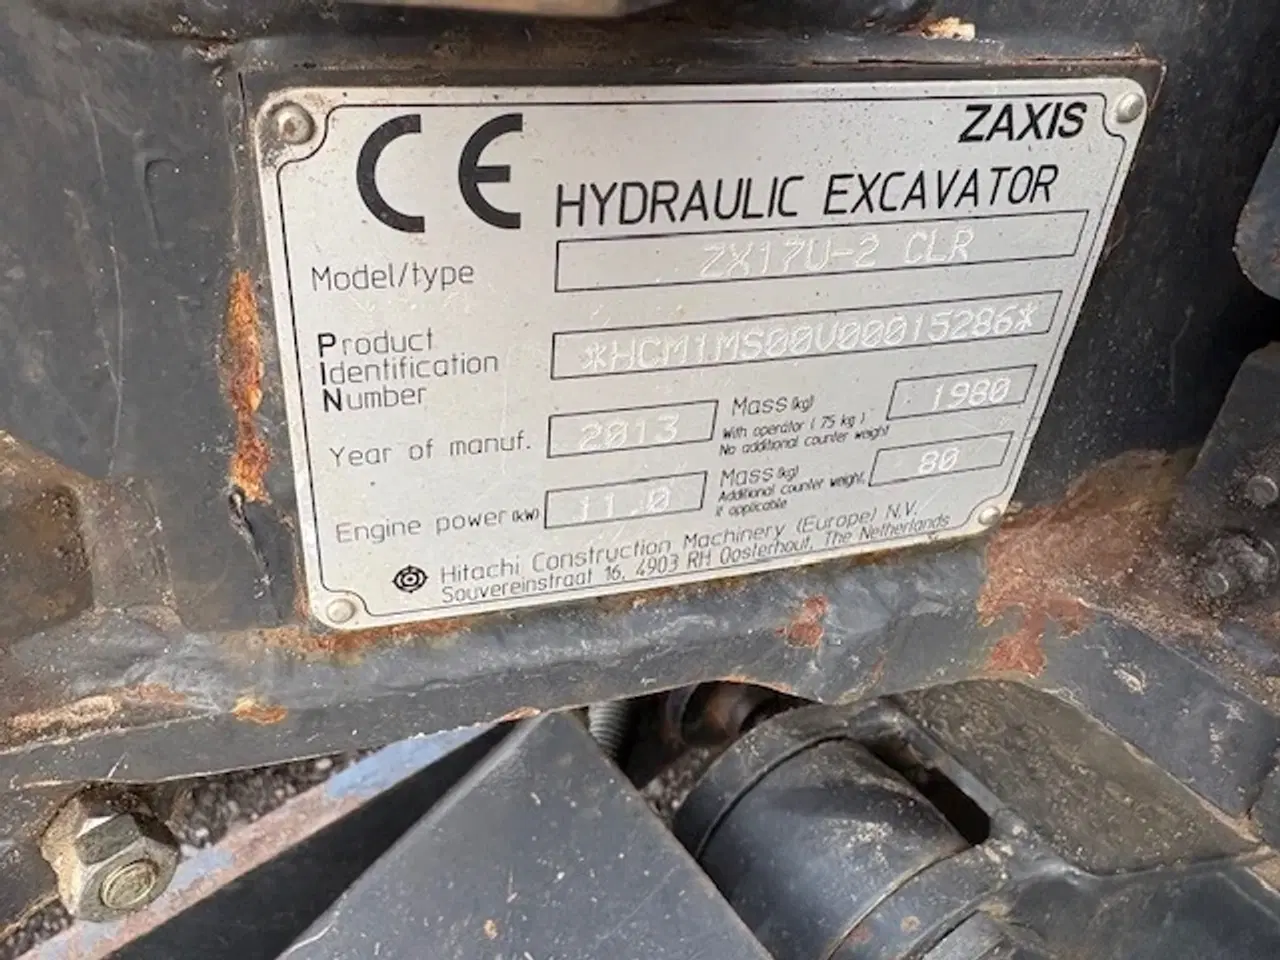 CE
ZAXIS
HYDRAULIC EXCAVATOR
Model/type ZX17U-2 CLR
Product
Identification
Number
*HCM1MS00V00015286*
Year of manuf. 2013
Mass (kg)
With operator ( 75 kg )
No additional counter weight
1980
Engine power (kW) 11.0
Mass (kg)
Additional counter weight,
if applicable
80
Hitachi Construction Machinery (Europe) N.V.
Souvereinstraat 16, 4903 RH Oosterhout, The Netherlands